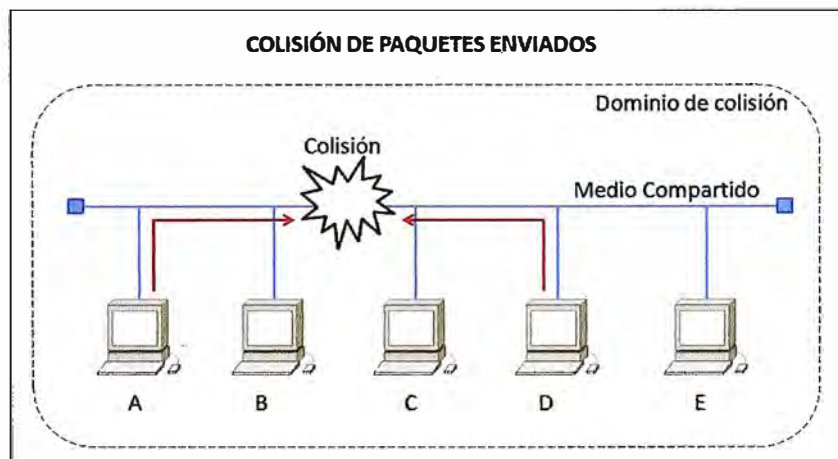 COLISIÓN DE PAQUETES ENVIADOS
Dominio de colisión
Colisión
Medio Compartido
A B C D E